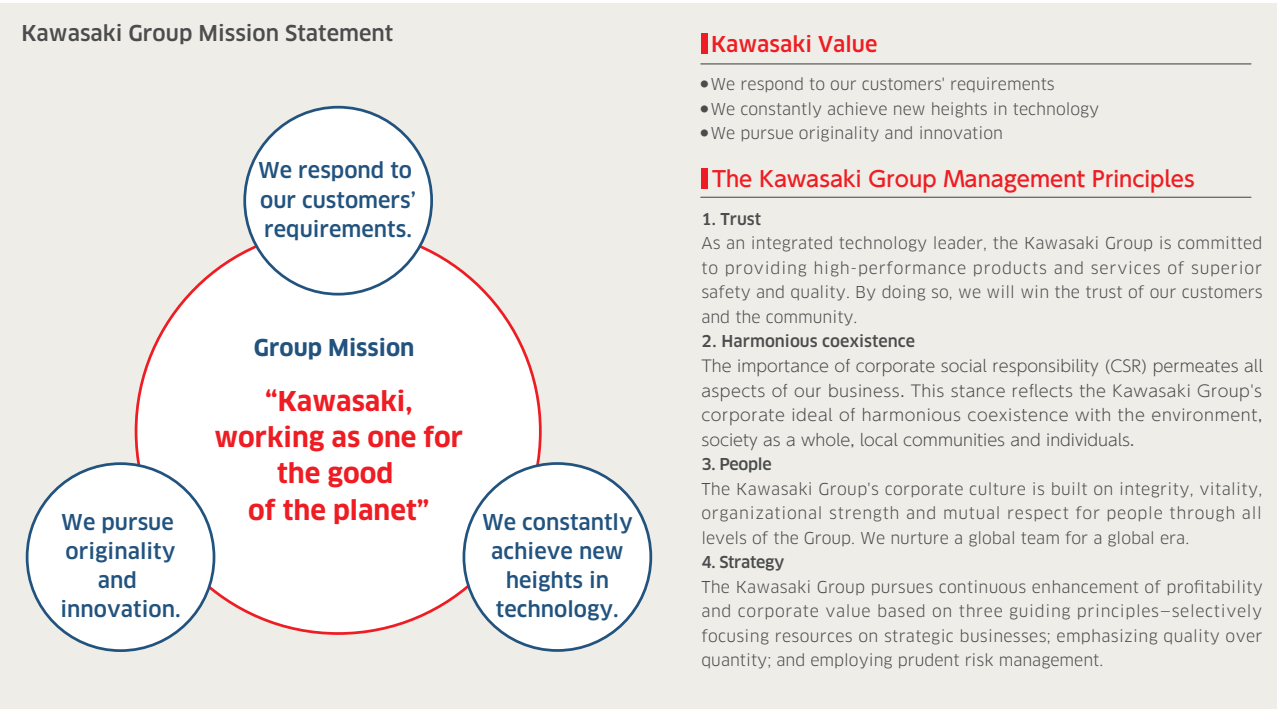 Kawasaki Group Mission Statement
We respond to
our customers’
requirements.
Group Mission
“Kawasaki,
working as one for
the good
of the planet”
We pursue
originality
and
innovation.
We constantly
achieve new
heights in
technology.
Kawasaki Value
●We respond to our customers' requirements
●We constantly achieve new heights in technology
●We pursue originality and innovation
The Kawasaki Group Management Principles
1. Trust
As an integrated technology leader, the Kawasaki Group is committed
to providing high-performance products and services of superior
safety and quality. By doing so, we will win the trust of our customers
and the community.
2. Harmonious coexistence
The importance of corporate social responsibility (CSR) permeates all
aspects of our business. This stance reflects the Kawasaki Group's
corporate ideal of harmonious coexistence with the environment,
society as a whole, local communities and individuals.
3. People
The Kawasaki Group's corporate culture is built on integrity, vitality,
organizational strength and mutual respect for people through all
levels of the Group. We nurture a global team for a global era.
4. Strategy
The Kawasaki Group pursues continuous enhancement of profitability
and corporate value based on three guiding principles—selectively
focusing resources on strategic businesses; emphasizing quality over
quantity; and employing prudent risk management.